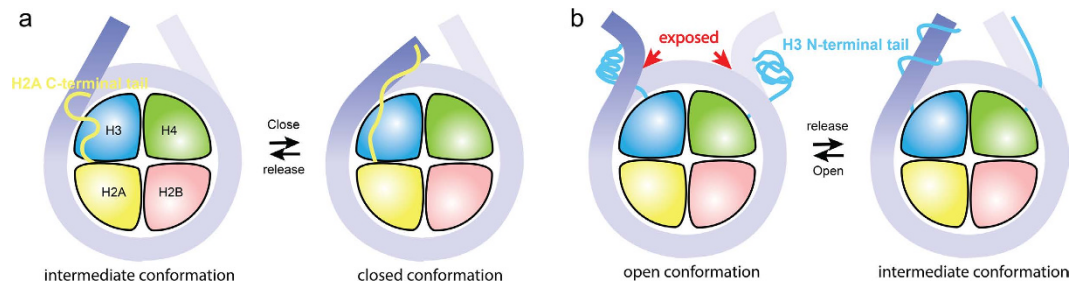 a
H2A C-terminal tail
H3
H4
H2A
H2B
intermediate conformation
Close
release
closed conformation
b
exposed
H3 N-terminal tail
open conformation
release
Open
intermediate conformation